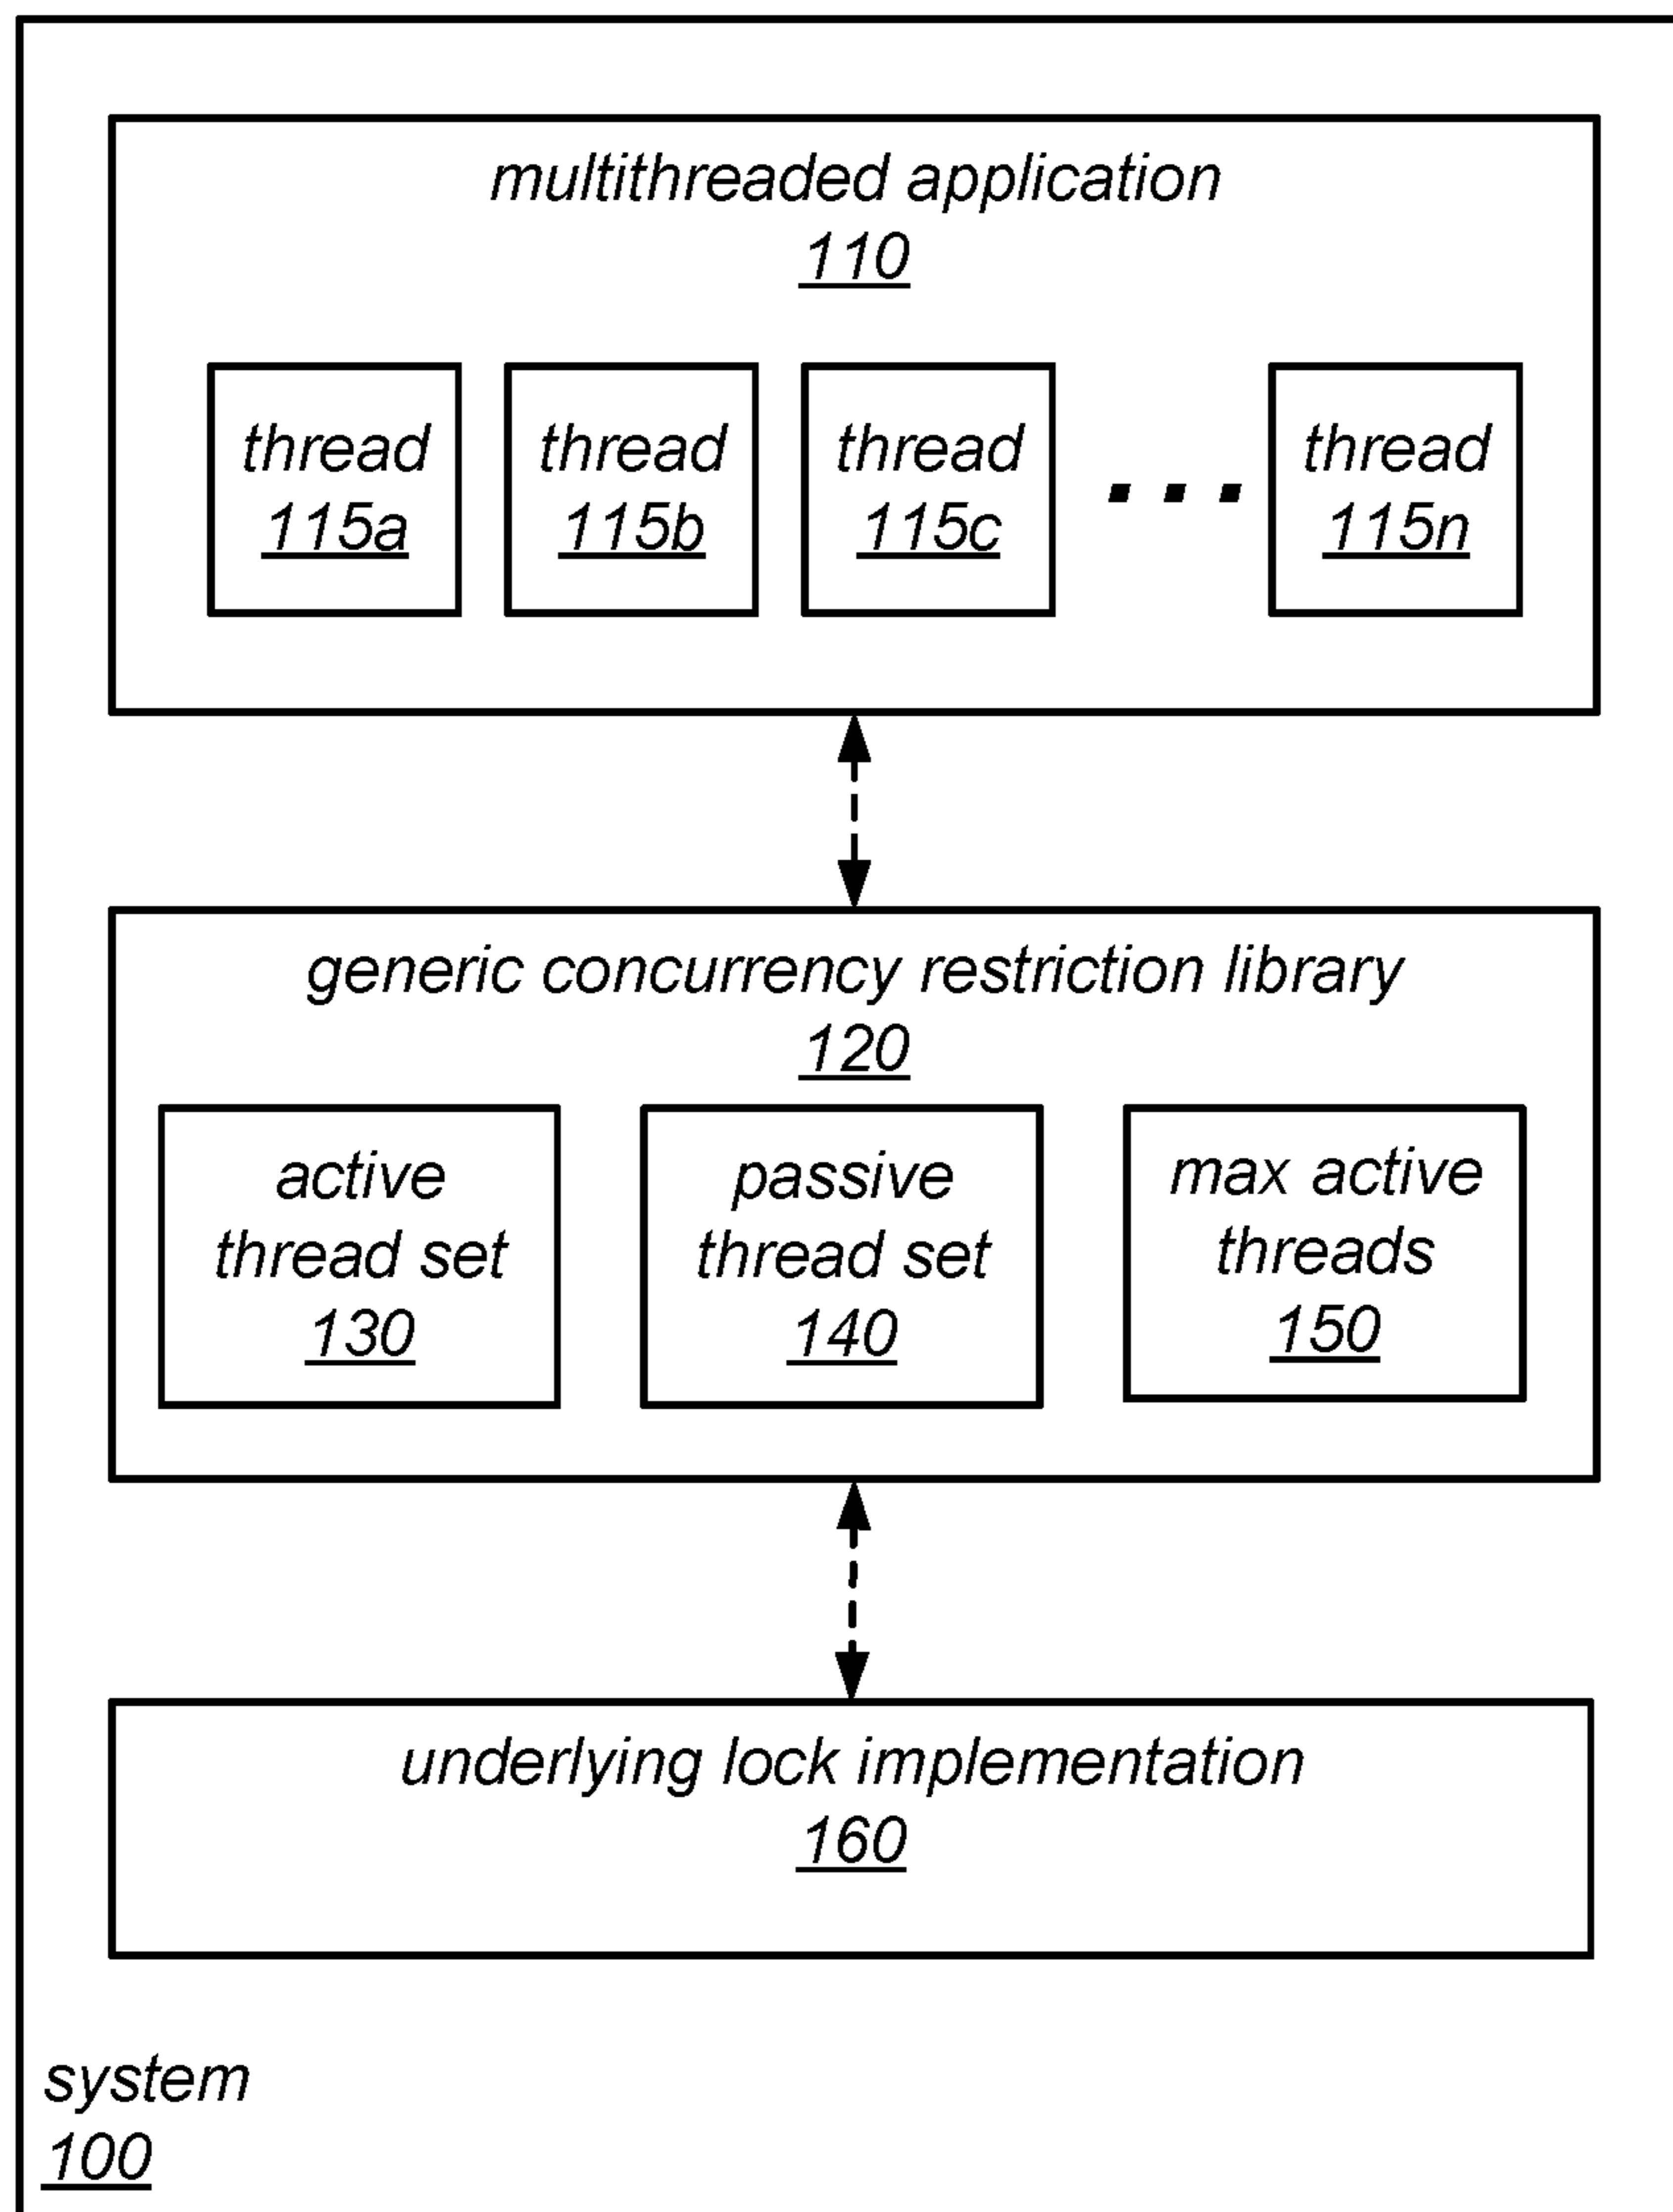 multithreaded application
110
thread thread thread ... thread
115a 115b 115c 115n
generic concurrency restriction library
120
active
thread set
130
passive
thread set
140
max active
threads
150
underlying lock implementation
160
system
100